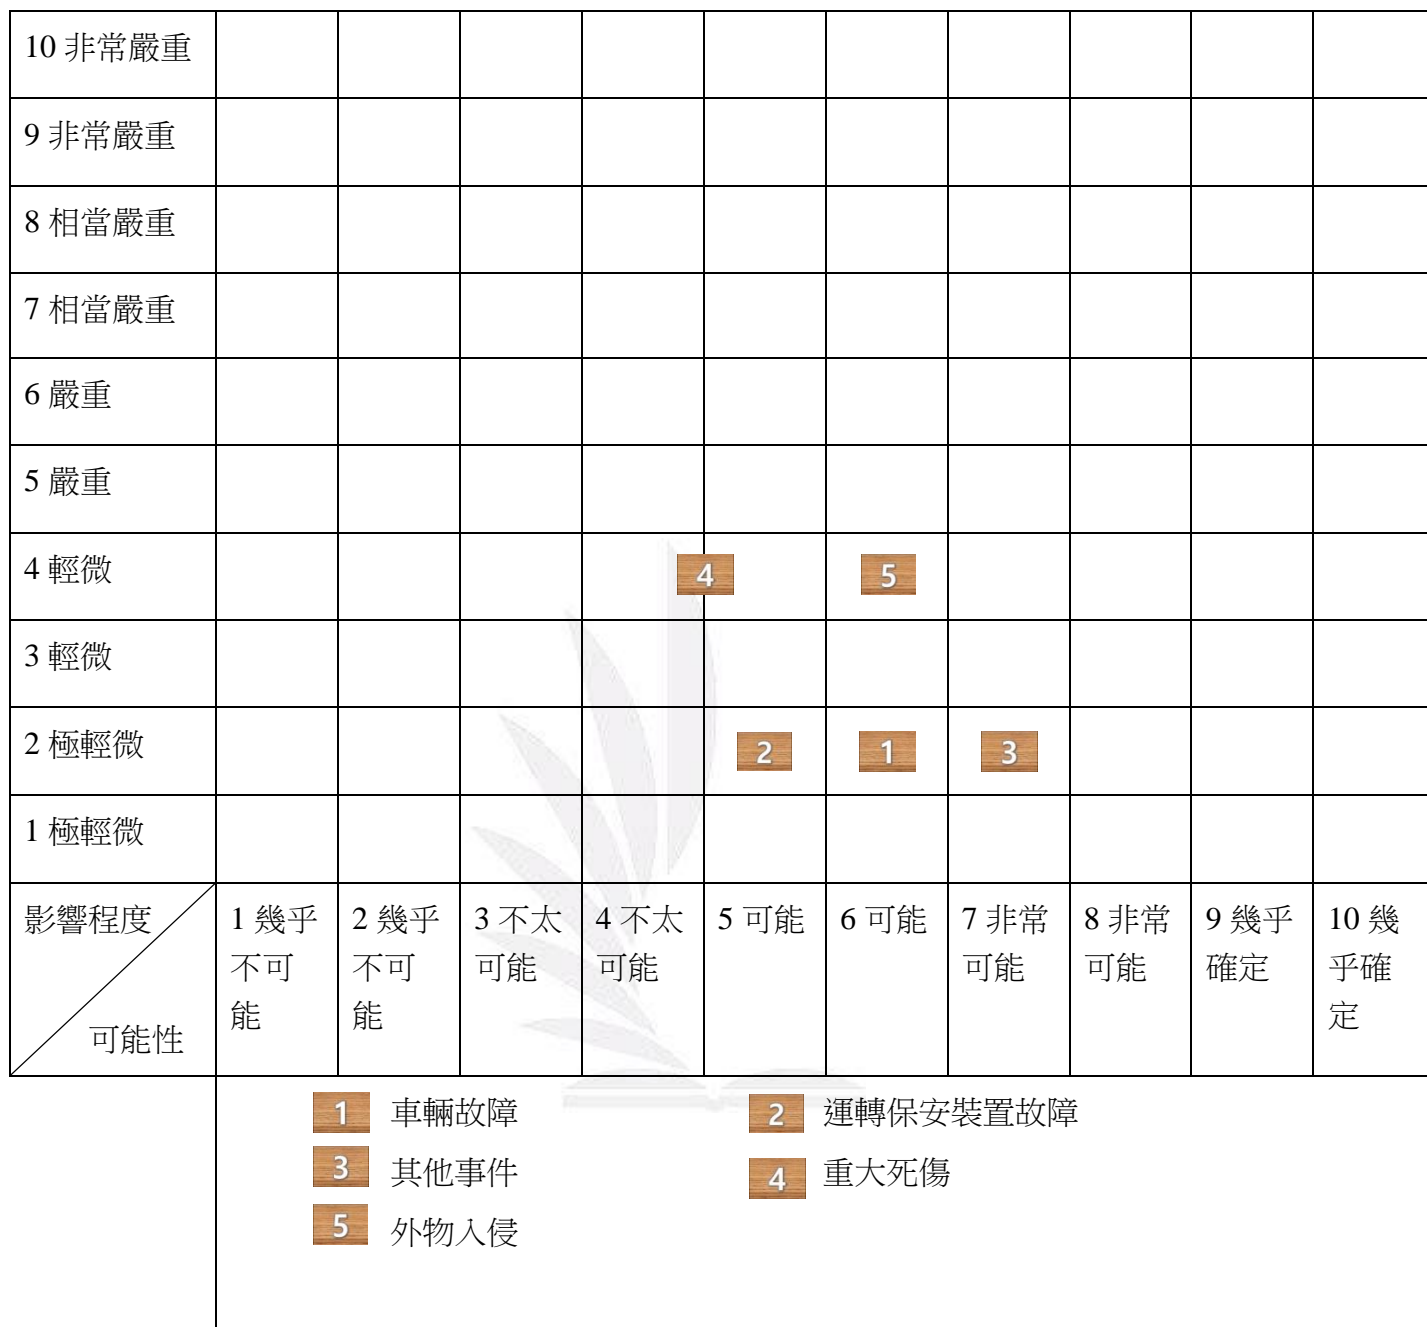 10 非常嚴重
9 非常嚴重
8 相當嚴重
7 相當嚴重
6 嚴重
5 嚴重
4 輕微
4
5
3 輕微
2 極輕微
2
1
3
1 極輕微
影響程度
可能性
1 幾乎
不可
能
2 幾乎
不可
能
3 不太
可能
4 不太
可能
5 可能
6 可能
7 非常
可能
8 非常
可能
9 幾乎
確定
10 幾
乎確
定
1 車輛故障
2 運轉保安裝置故障
3 其他事件
4 重大死傷
5 外物入侵